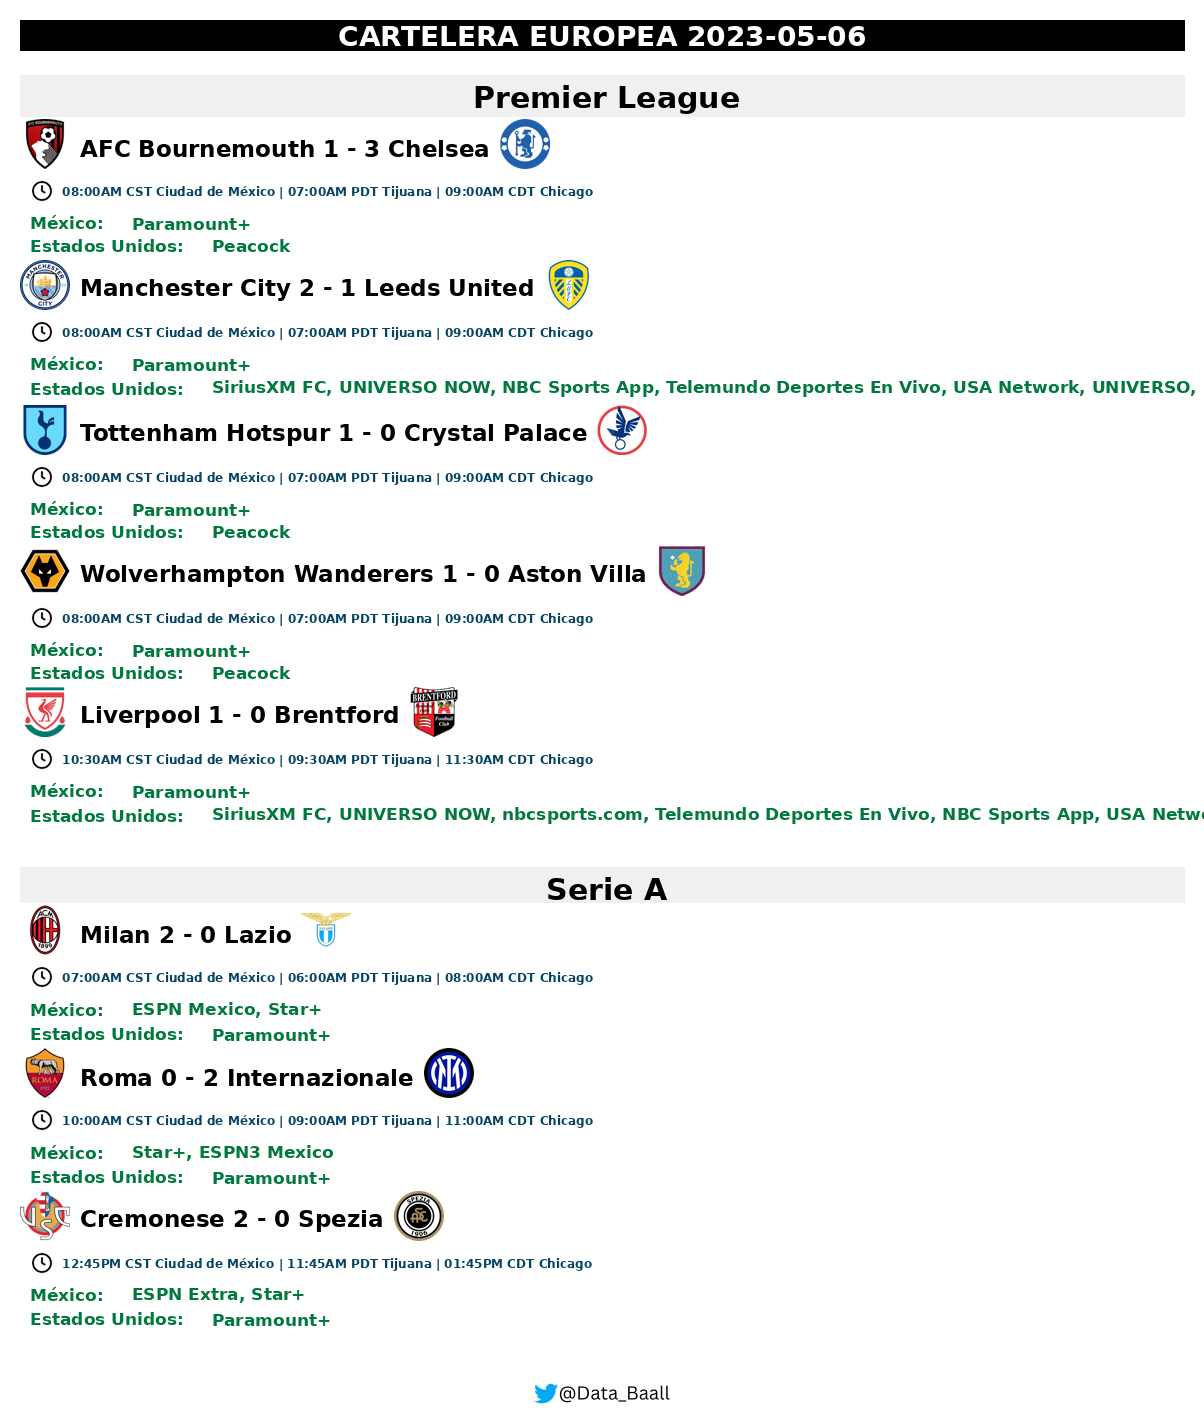 CARTELERA EUROPEA 2023-05-06
Premier League
AFC Bournemouth 1 - 3 Chelsea
08:00AM CST Ciudad de México | 07:00AM PDT Tijuana | 09:00AM CDT Chicago
México: Paramount+
Estados Unidos: Peacock
Manchester City 2 - 1 Leeds United
08:00AM CST Ciudad de México | 07:00AM PDT Tijuana | 09:00AM CDT Chicago
México: Paramount+
Estados Unidos: SiriusXM FC, UNIVERSO NOW, NBC Sports App, Telemundo Deportes En Vivo, USA Network, UNIVERSO,
Tottenham Hotspur 1 - 0 Crystal Palace
08:00AM CST Ciudad de México | 07:00AM PDT Tijuana | 09:00AM CDT Chicago
México: Paramount+
Estados Unidos: Peacock
Wolverhampton Wanderers 1 - 0 Aston Villa
08:00AM CST Ciudad de México | 07:00AM PDT Tijuana | 09:00AM CDT Chicago
México: Paramount+
Estados Unidos: Peacock
Liverpool 1 - 0 Brentford
10:30AM CST Ciudad de México | 09:30AM PDT Tijuana | 11:30AM CDT Chicago
México: Paramount+
Estados Unidos: SiriusXM FC, UNIVERSO NOW, nbcsports.com, Telemundo Deportes En Vivo, NBC Sports App, USA
Serie A
Milan 2 - 0 Lazio
07:00AM CST Ciudad de México | 06:00AM PDT Tijuana | 08:00AM CDT Chicago
México: ESPN Mexico, Star+
Estados Unidos: Paramount+
Roma 0 - 2 Internazionale
10:00AM CST Ciudad de México | 09:00AM PDT Tijuana | 11:00AM CDT Chicago
México: Star+, ESPN3 Mexico
Estados Unidos: Paramount+
Cremonese 2 - 0 Spezia
12:45PM CST Ciudad de México | 11:45AM PDT Tijuana | 01:45PM CDT Chicago
México: ESPN Extra, Star+
Estados Unidos: Paramount+
@Data_Baall